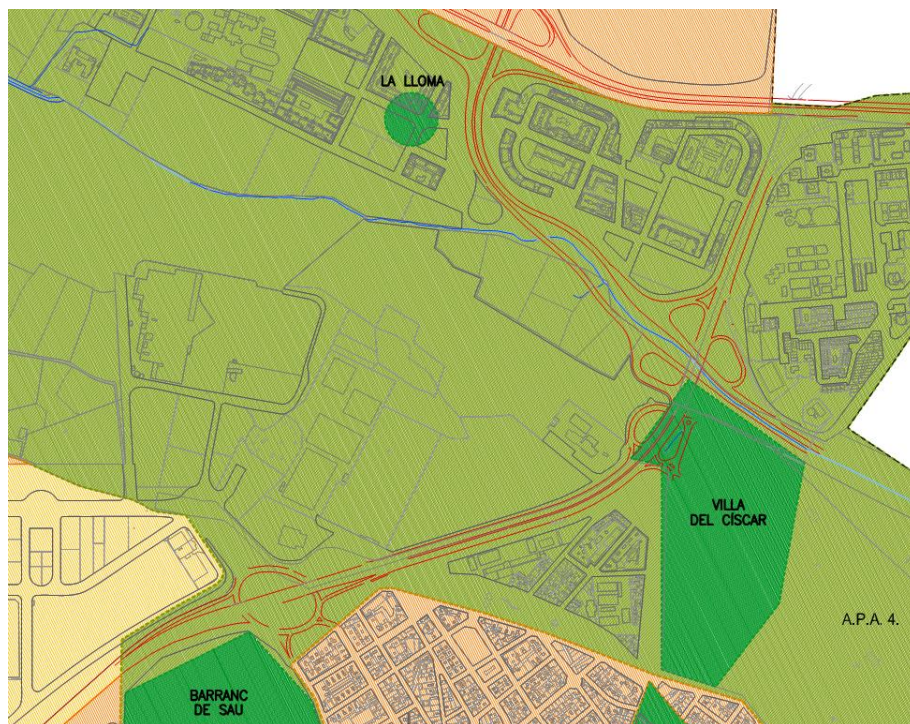 LA LLOMA
VILLA
DEL CÍSCAR
A.P.A. 4.
BARRANC
DE SAU